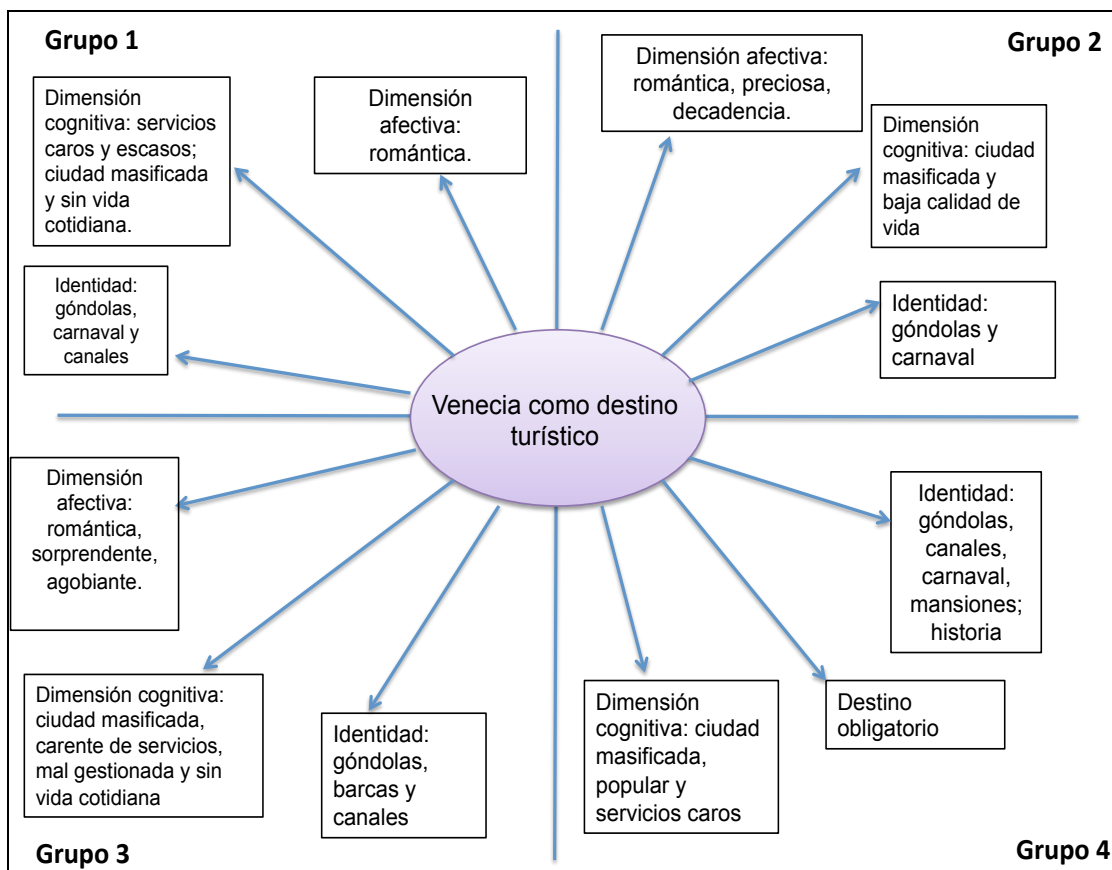 Grupo 1
Dimensión
cognitiva: servicios
caros y escasos;
ciudad masificada
y sin vida
cotidiana.
Dimensión
afectiva:
romántica.
Identidad:
góndolas,
carnaval y
canales
Grupo 2
Dimensión afectiva:
romántica, preciosa,
decadencia.
Dimensión
cognitiva: ciudad
masificada y
baja calidad de
vida
Identidad:
góndolas y
carnaval
Venecia como destino
turístico
Dimensión
afectiva:
romántica,
sorprendente,
agobiante.
Dimensión cognitiva:
ciudad masificada,
carente de servicios,
mal gestionada y sin
vida cotidiana
Identidad:
góndolas,
barcas y
canales
Grupo 3
Identidad:
góndolas,
canales,
carnaval,
mansiones;
historia
Dimensión
cognitiva: ciudad
masificada,
popular y
servicios caros
Destino
obligatorio
Grupo 4